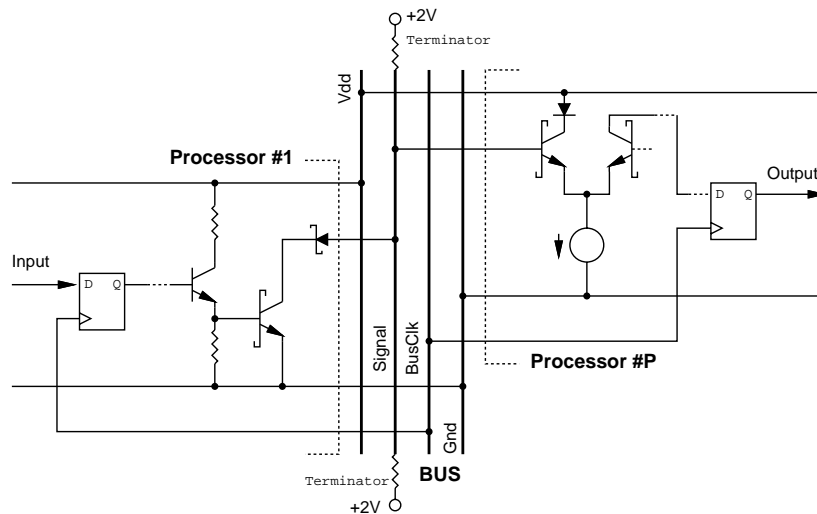 +2V
Terminator
Vdd
Processor #1
Output
D Q
Input
D Q
Signal
BusClk
Processor #P
Gnd
BUS
Terminator
+2V